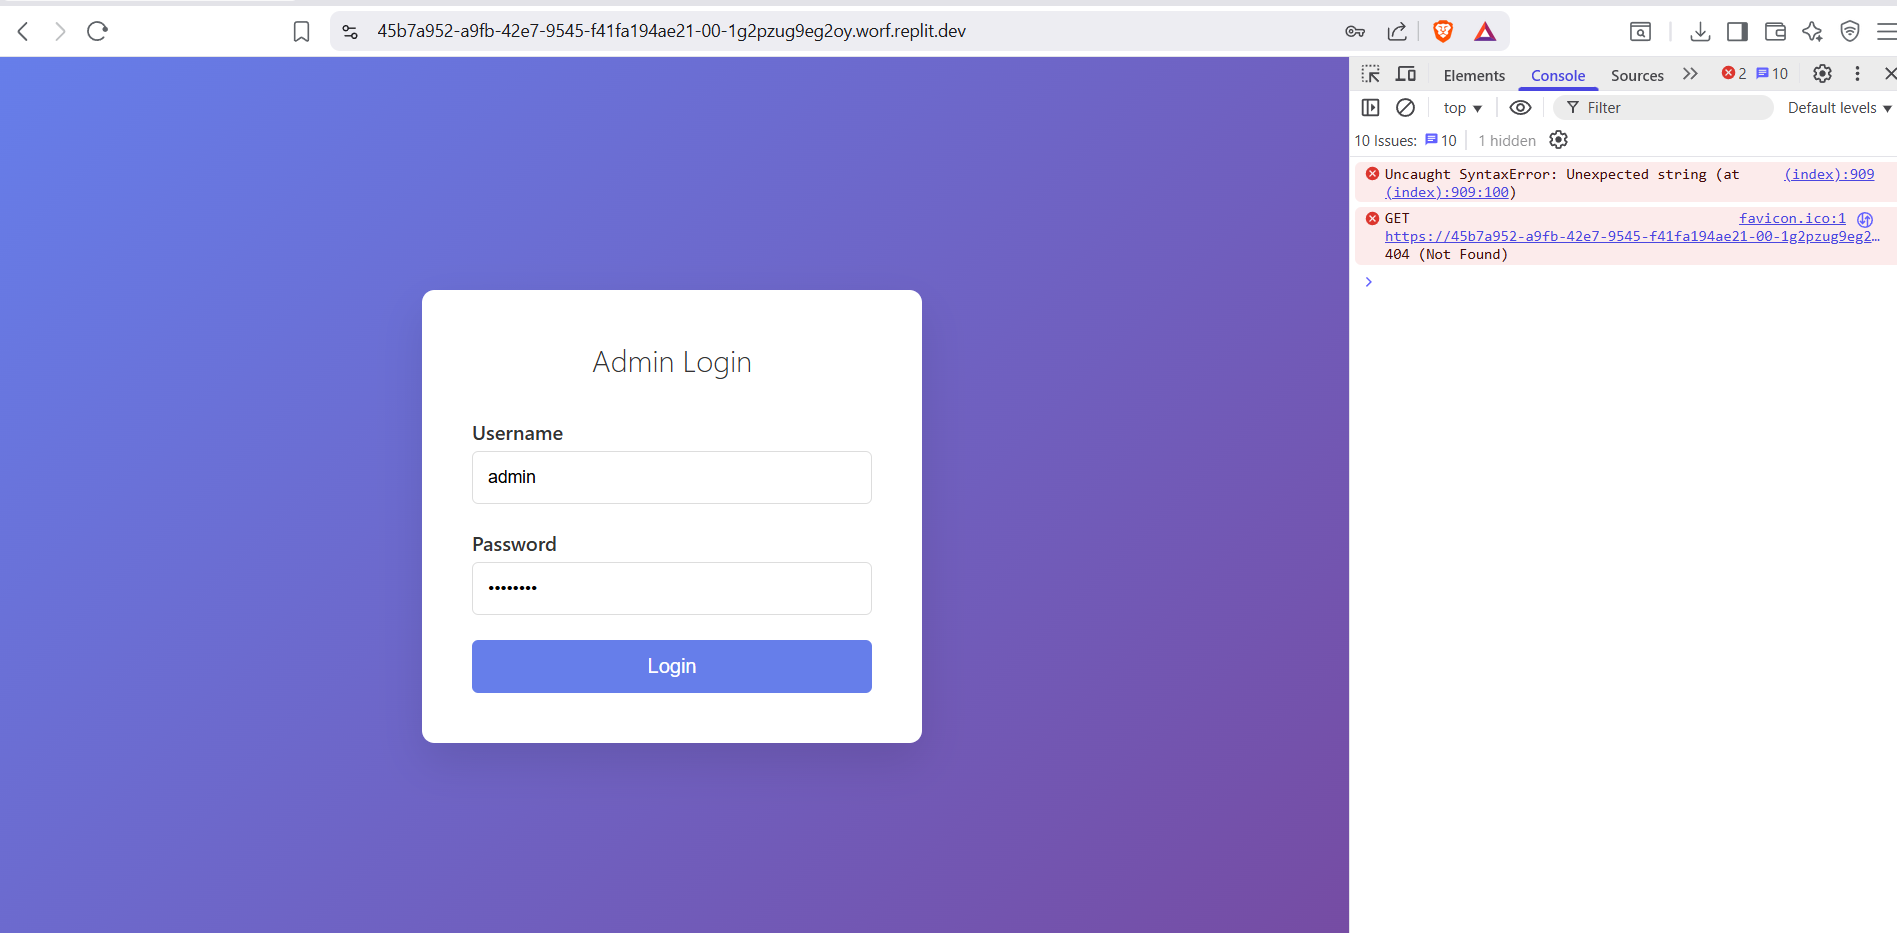 45b7a952-a9fb-42e7-9545-f41fa194ae21-00-1g2pzug9eg2oy.worf.replit.dev
Elements Console Sources 2 10
top Filter Default levels
10 Issues: 10 1 hidden
Uncaught SyntaxError: Unexpected string (at (index):909
(index):909:100)
GET favicon.ico:1
https://45b7a952-a9fb-42e7-9545-f41fa194ae21-00-1g2pzug9eg2…
404 (Not Found)
Admin Login
Username
admin
Password
••••••••
Login